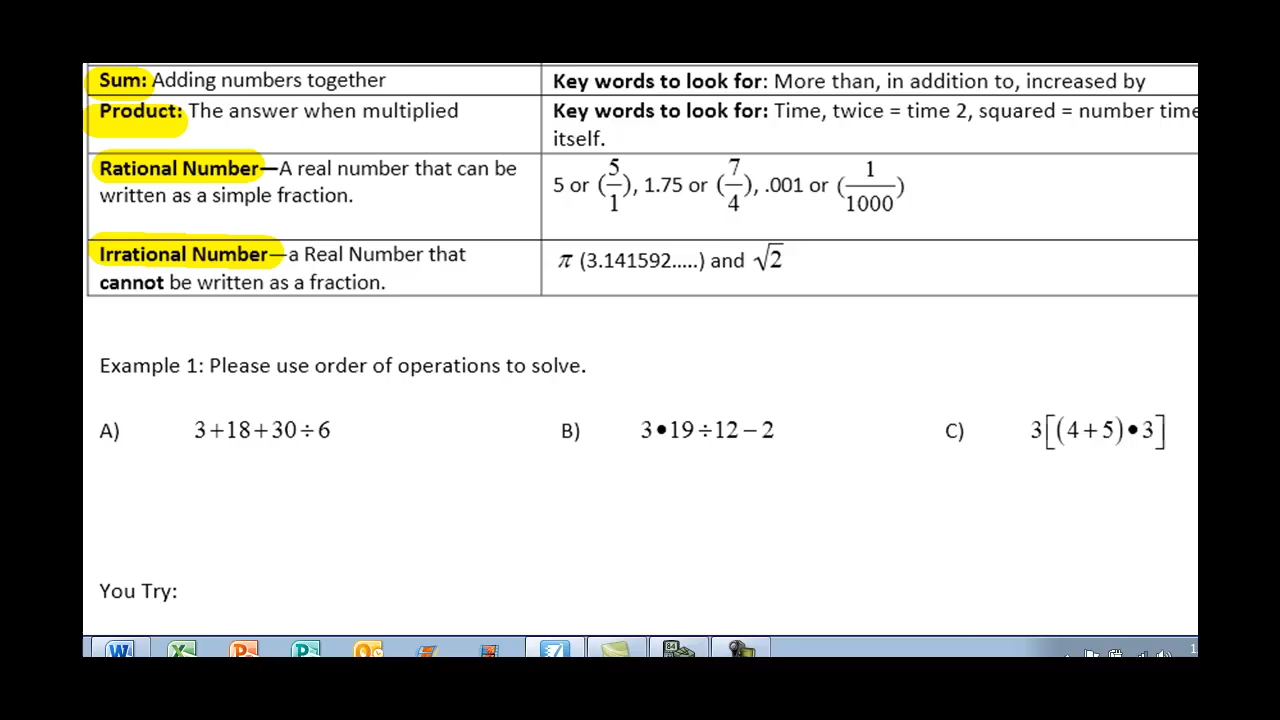 Sum: Adding numbers together
Key words to look for: More than, in addition to, increased by
Product: The answer when multiplied
Key words to look for: Time, twice = time 2, squared = number time
itself.
Rational Number—A real number that can be
written as a simple fraction.
5 or (5/1), 1.75 or (7/4), .001 or (1/1000)
Irrational Number—a Real Number that
cannot be written as a fraction.
π (3.141592.....) and √2
Example 1: Please use order of operations to solve.
A) 3+18+30÷6 B) 3•19÷12−2 C) 3[(4+5)•3]
You Try: